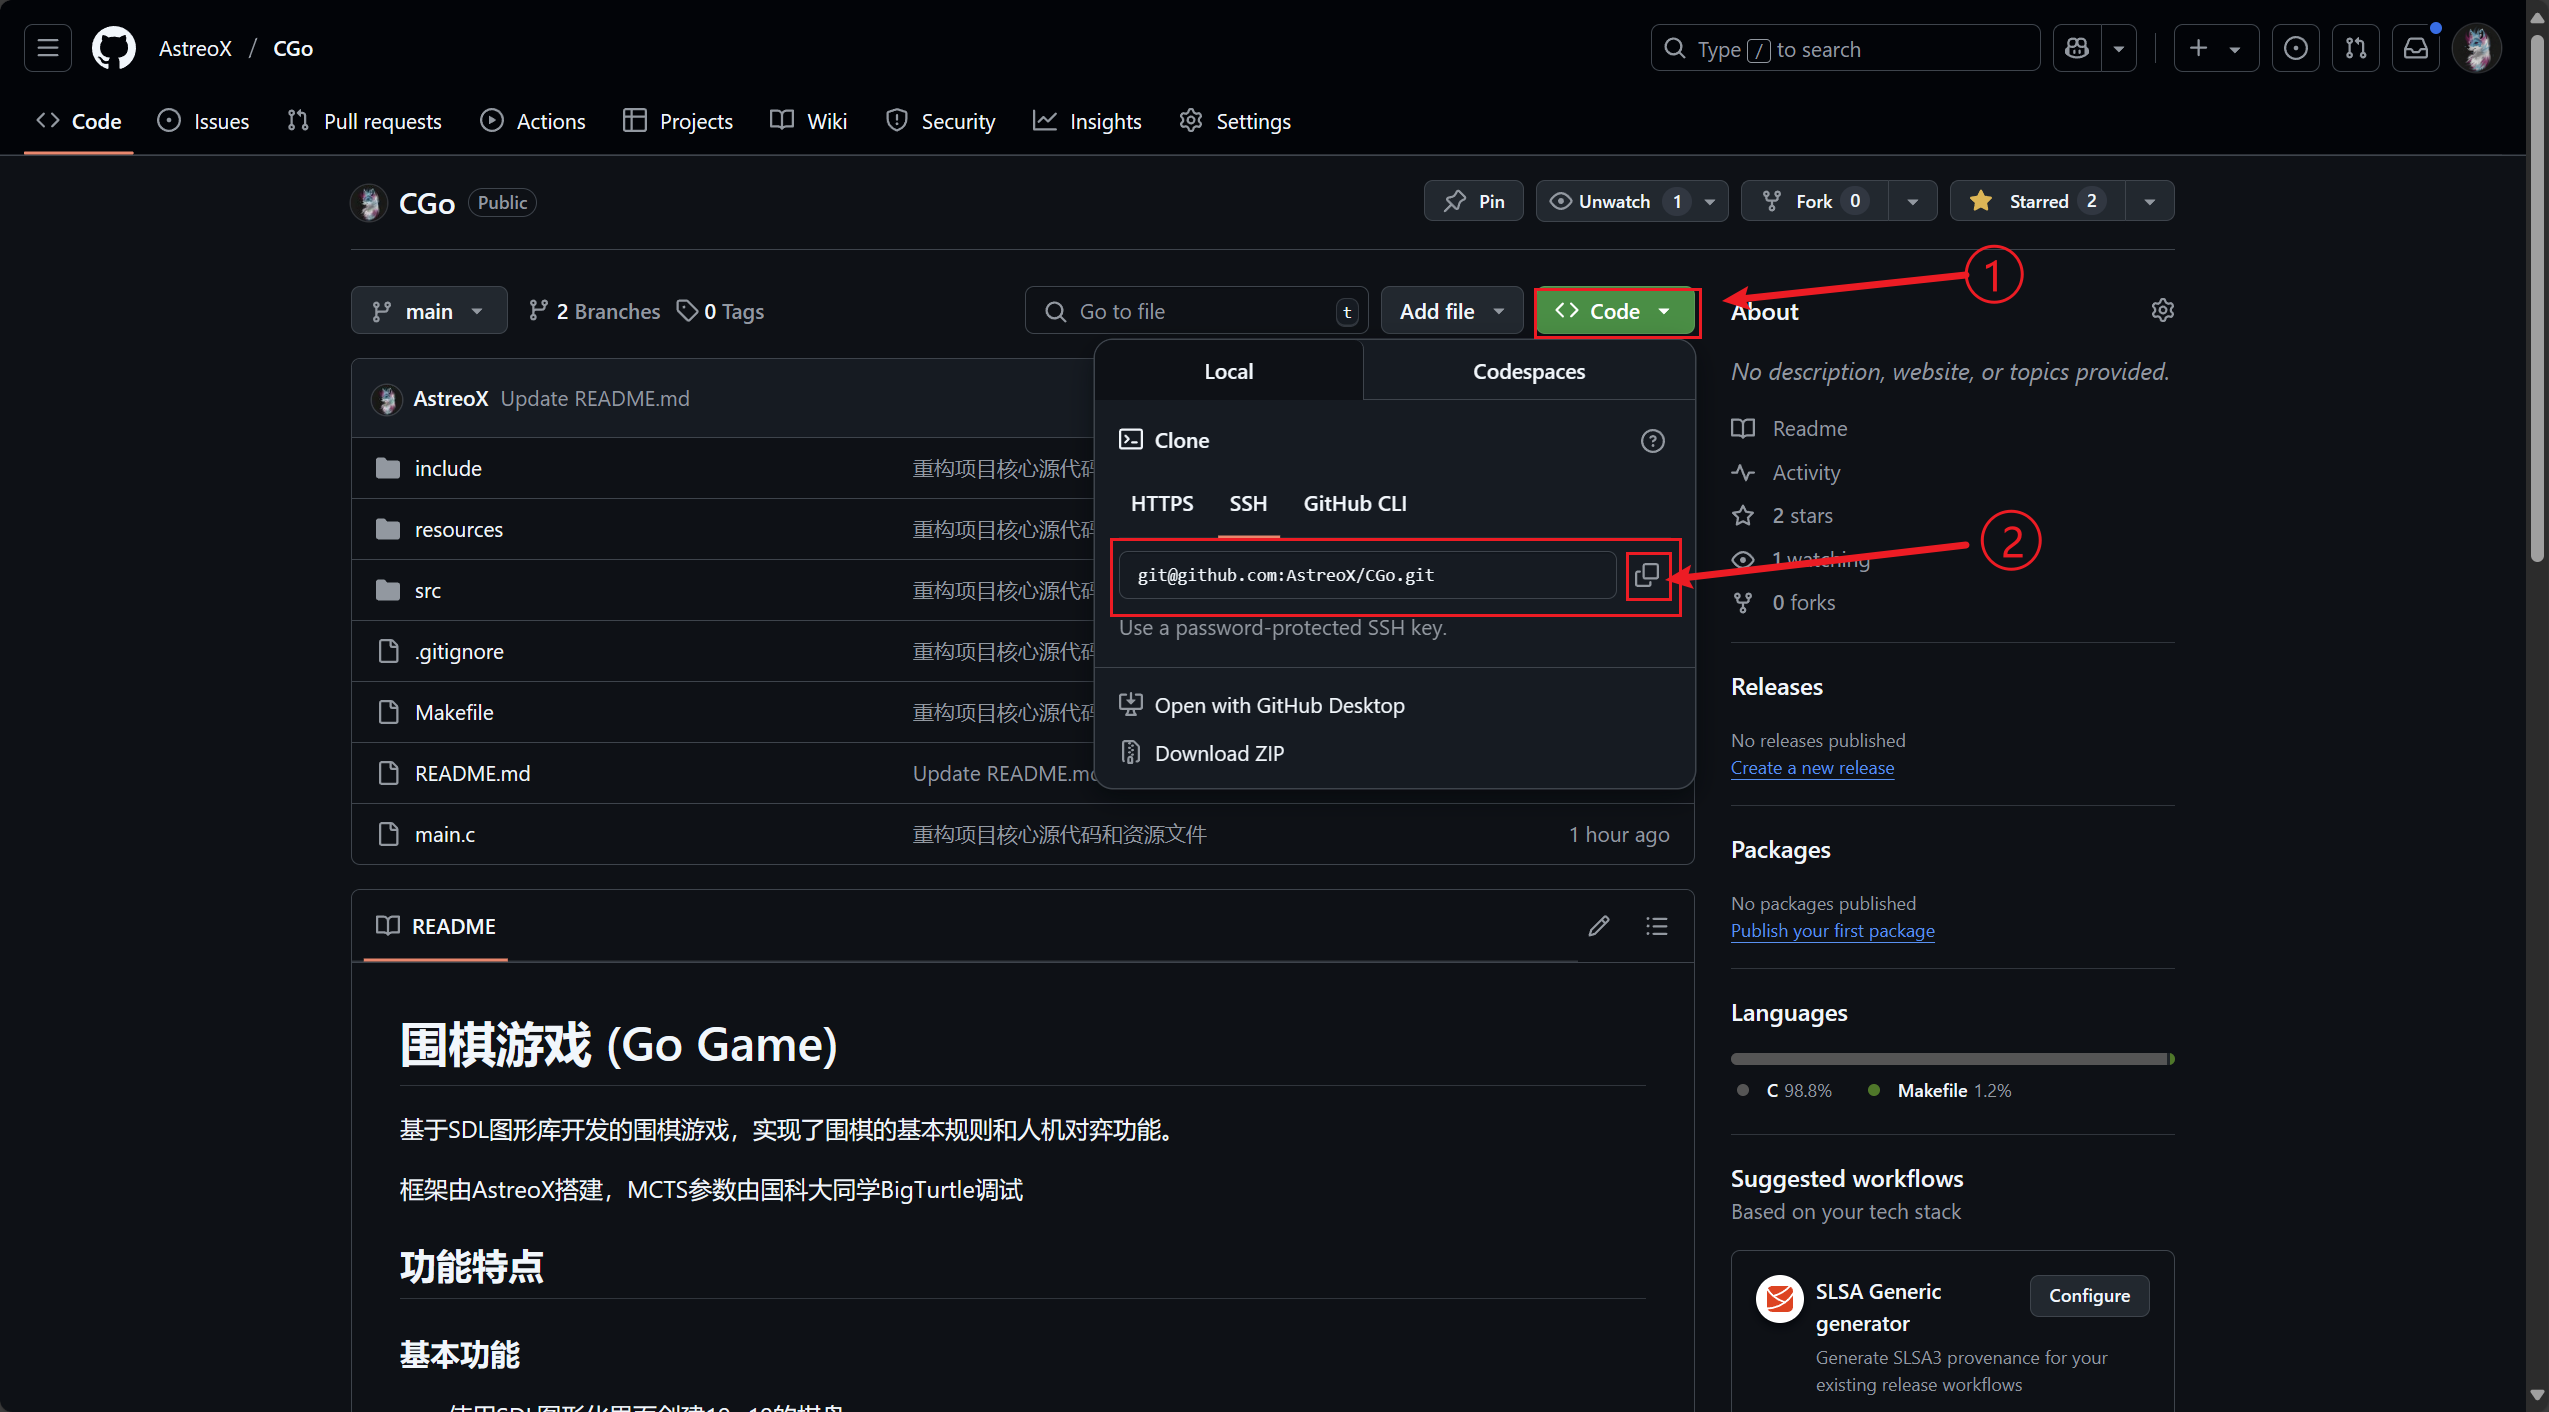 AstreoX / CGo
Type / to search
Code Issues Pull requests Actions Projects Wiki Security Insights Settings
CGo Public
Pin Unwatch 1 Fork 0 Starred 2
①
main 2 Branches 0 Tags Go to file t Add file Code
About
No description, website, or topics provided.
Readme
Activity
2 stars
1 watching
0 forks
②
Local Codespaces
Clone
HTTPS SSH GitHub CLI
git@github.com:AstreoX/CGo.git
Use a password-protected SSH key.
Open with GitHub Desktop
Download ZIP
AstreoX Update README.md
include 重构项目核心源代码
resources 重构项目核心源代码
src 重构项目核心源代码
.gitignore 重构项目核心源代码
Makefile 重构项目核心源代码
README.md Update README.md
main.c 重构项目核心源代码和资源文件 1 hour ago
Releases
No releases published
Create a new release
Packages
No packages published
Publish your first package
Languages
C 98.8% Makefile 1.2%
Suggested workflows
Based on your tech stack
SLSA Generic
generator
Configure
Generate SLSA3 provenance for your
existing release workflows
README
围棋游戏 (Go Game)
基于SDL图形库开发的围棋游戏，实现了围棋的基本规则和人机对弈功能。
框架由AstreoX搭建，MCTS参数由国科大同学BigTurtle调试
功能特点
基本功能